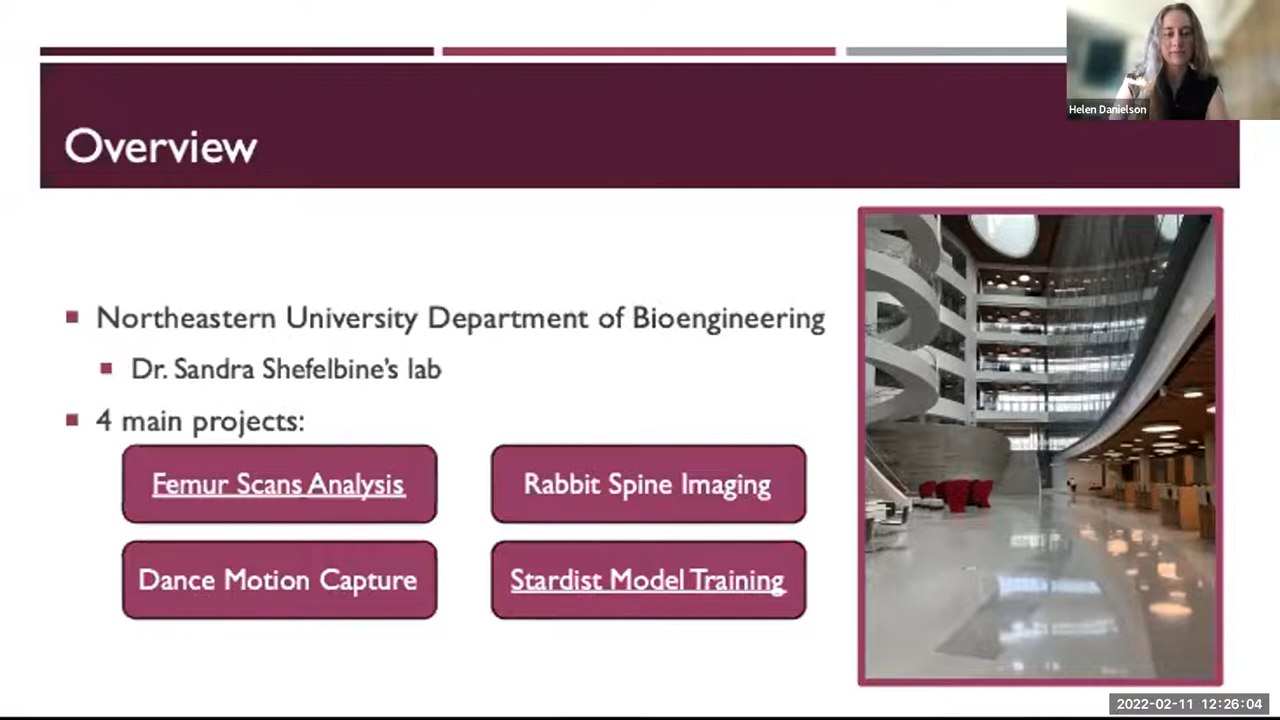 Helen Danielson
Overview
Northeastern University Department of Bioengineering
Dr. Sandra Shefelbine's lab
4 main projects:
Femur Scans Analysis
Rabbit Spine Imaging
Dance Motion Capture
Stardist Model Training
2022-02-11 12:26:04